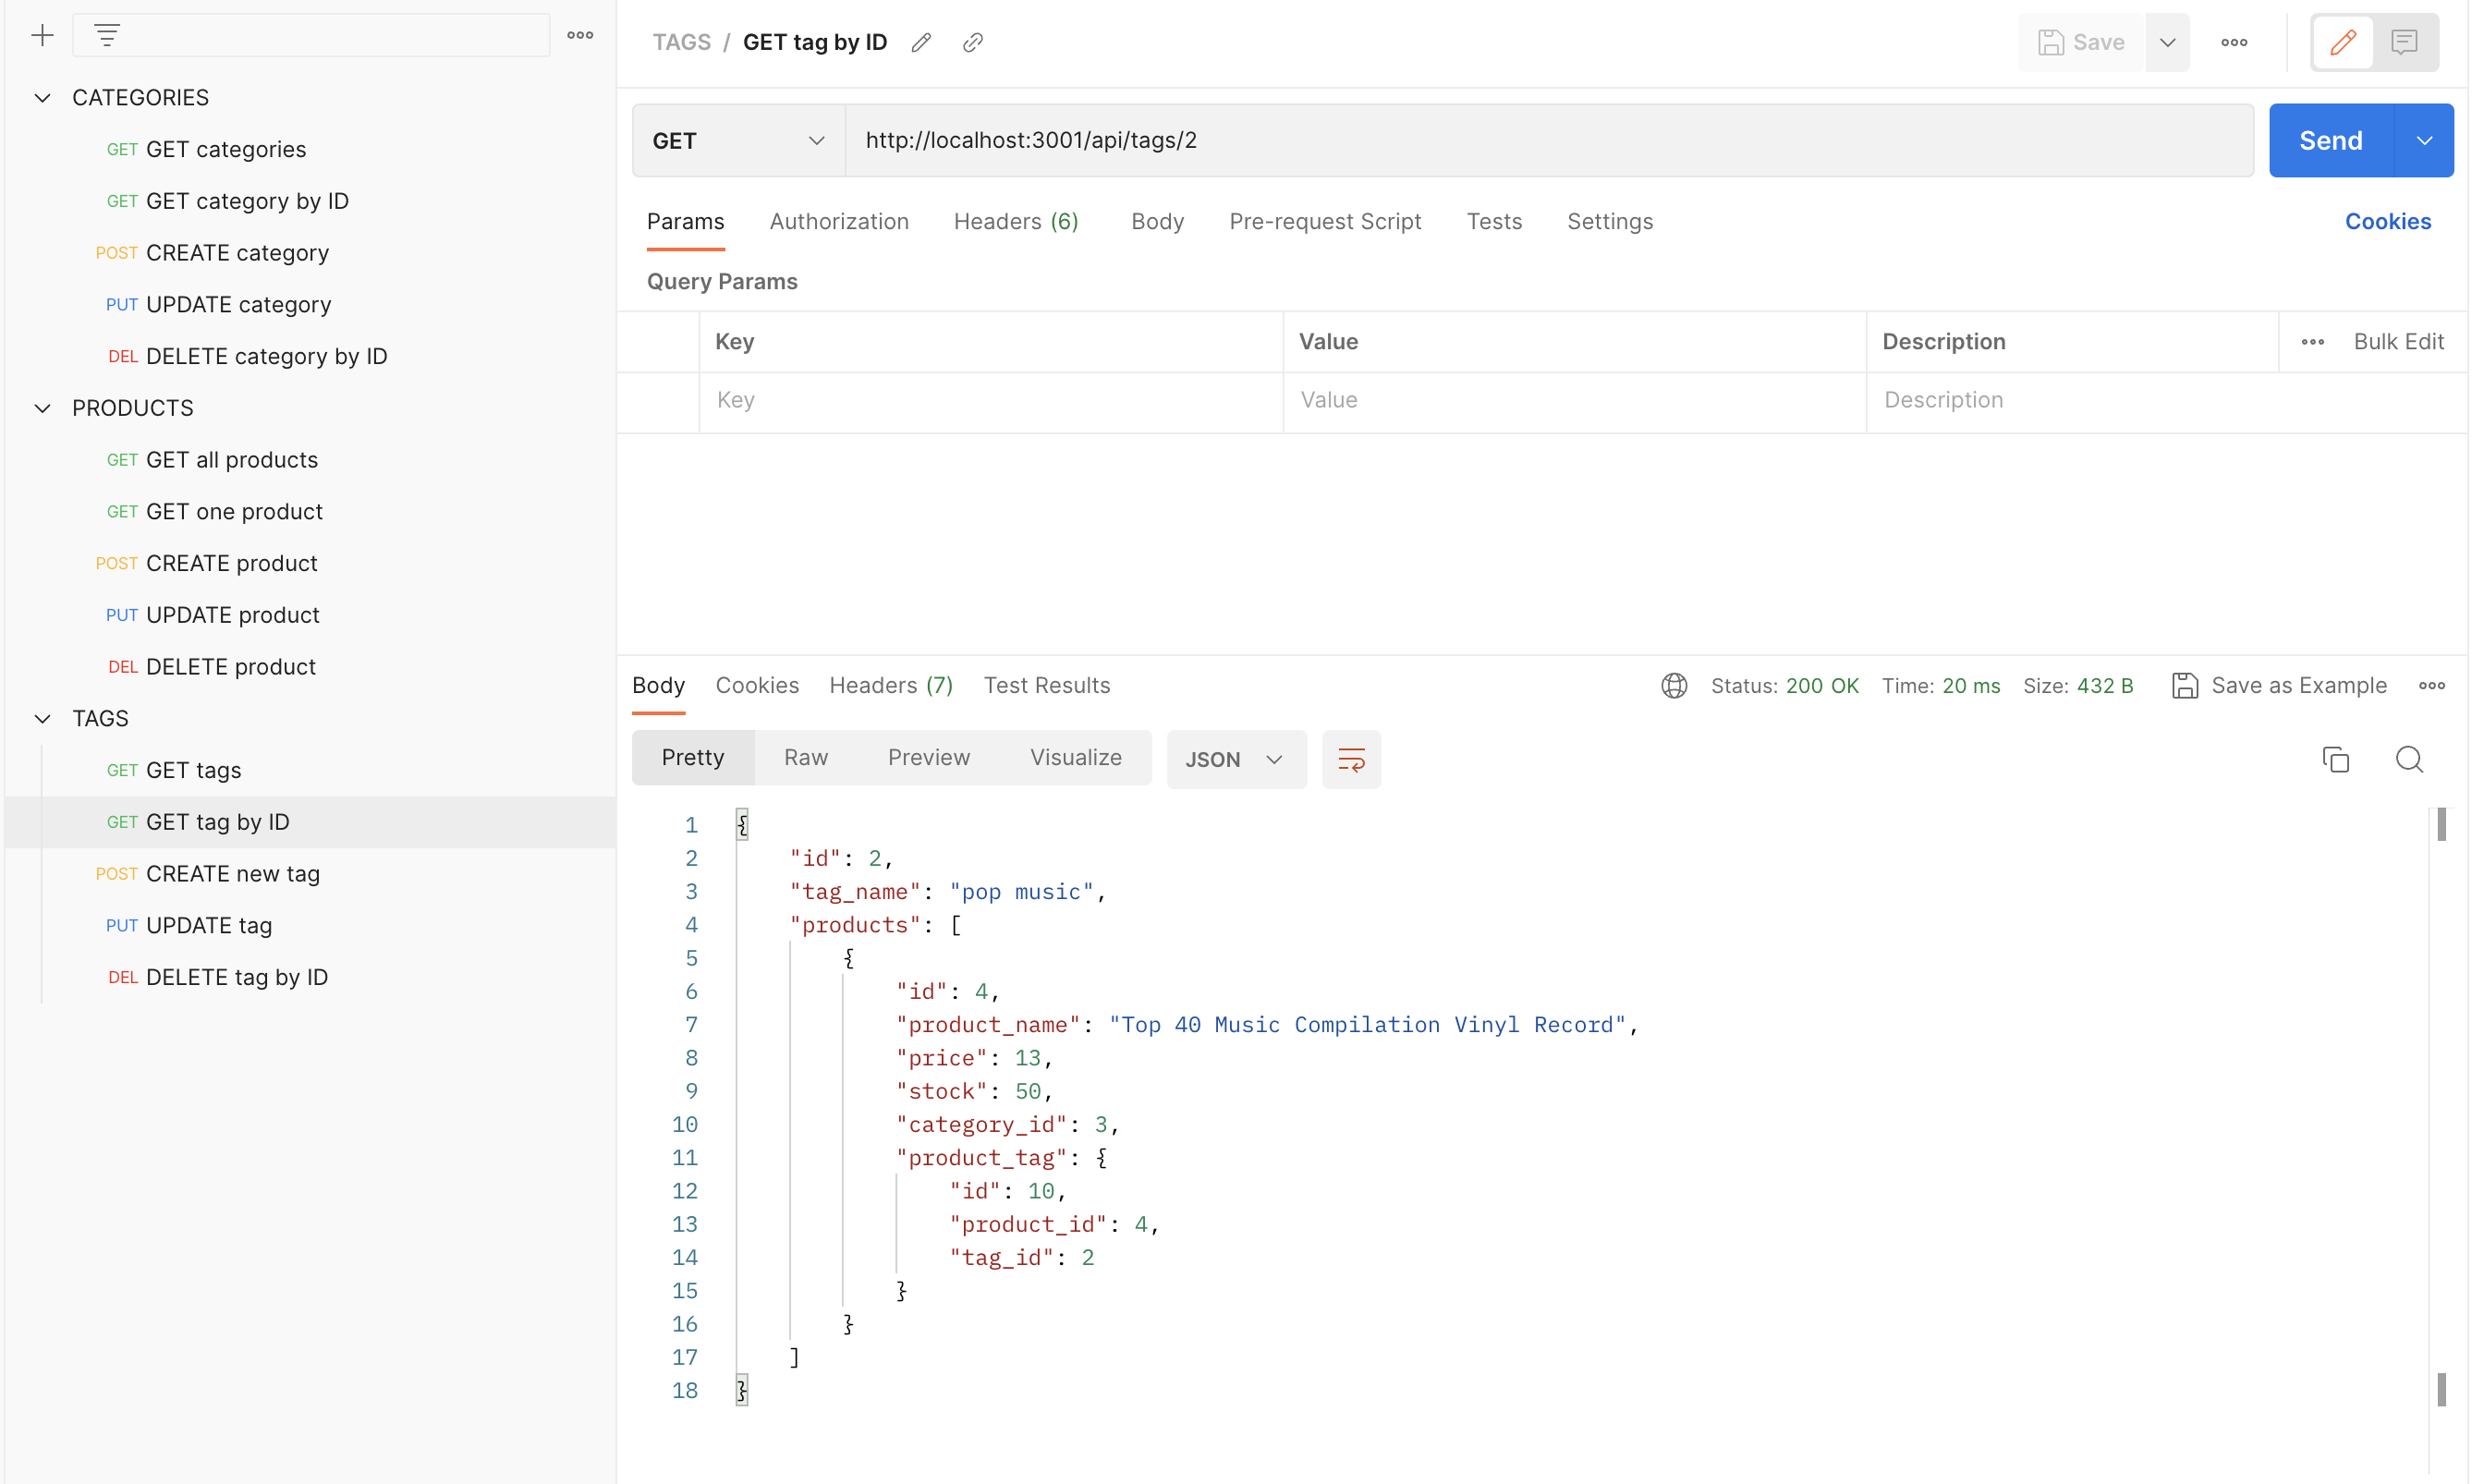 CATEGORIES
GET GET categories
GET GET category by ID
POST CREATE category
PUT UPDATE category
DEL DELETE category by ID
PRODUCTS
GET GET all products
GET GET one product
POST CREATE product
PUT UPDATE product
DEL DELETE product
TAGS
GET GET tags
GET GET tag by ID
POST CREATE new tag
PUT UPDATE tag
DEL DELETE tag by ID
TAGS / GET tag by ID
Save
GET http://localhost:3001/api/tags/2
Send
Params Authorization Headers (6) Body Pre-request Script Tests Settings Cookies
Query Params
Key Value Description Bulk Edit
Key Value Description
Body Cookies Headers (7) Test Results Status: 200 OK Time: 20 ms Size: 432 B Save as Example
Pretty Raw Preview Visualize JSON
1 {
2 "id": 2,
3 "tag_name": "pop music",
4 "products": [
5 {
6 "id": 4,
7 "product_name": "Top 40 Music Compilation Vinyl Record",
8 "price": 13,
9 "stock": 50,
10 "category_id": 3,
11 "product_tag": {
12 "id": 10,
13 "product_id": 4,
14 "tag_id": 2
15 }
16 }
17 ]
18 }